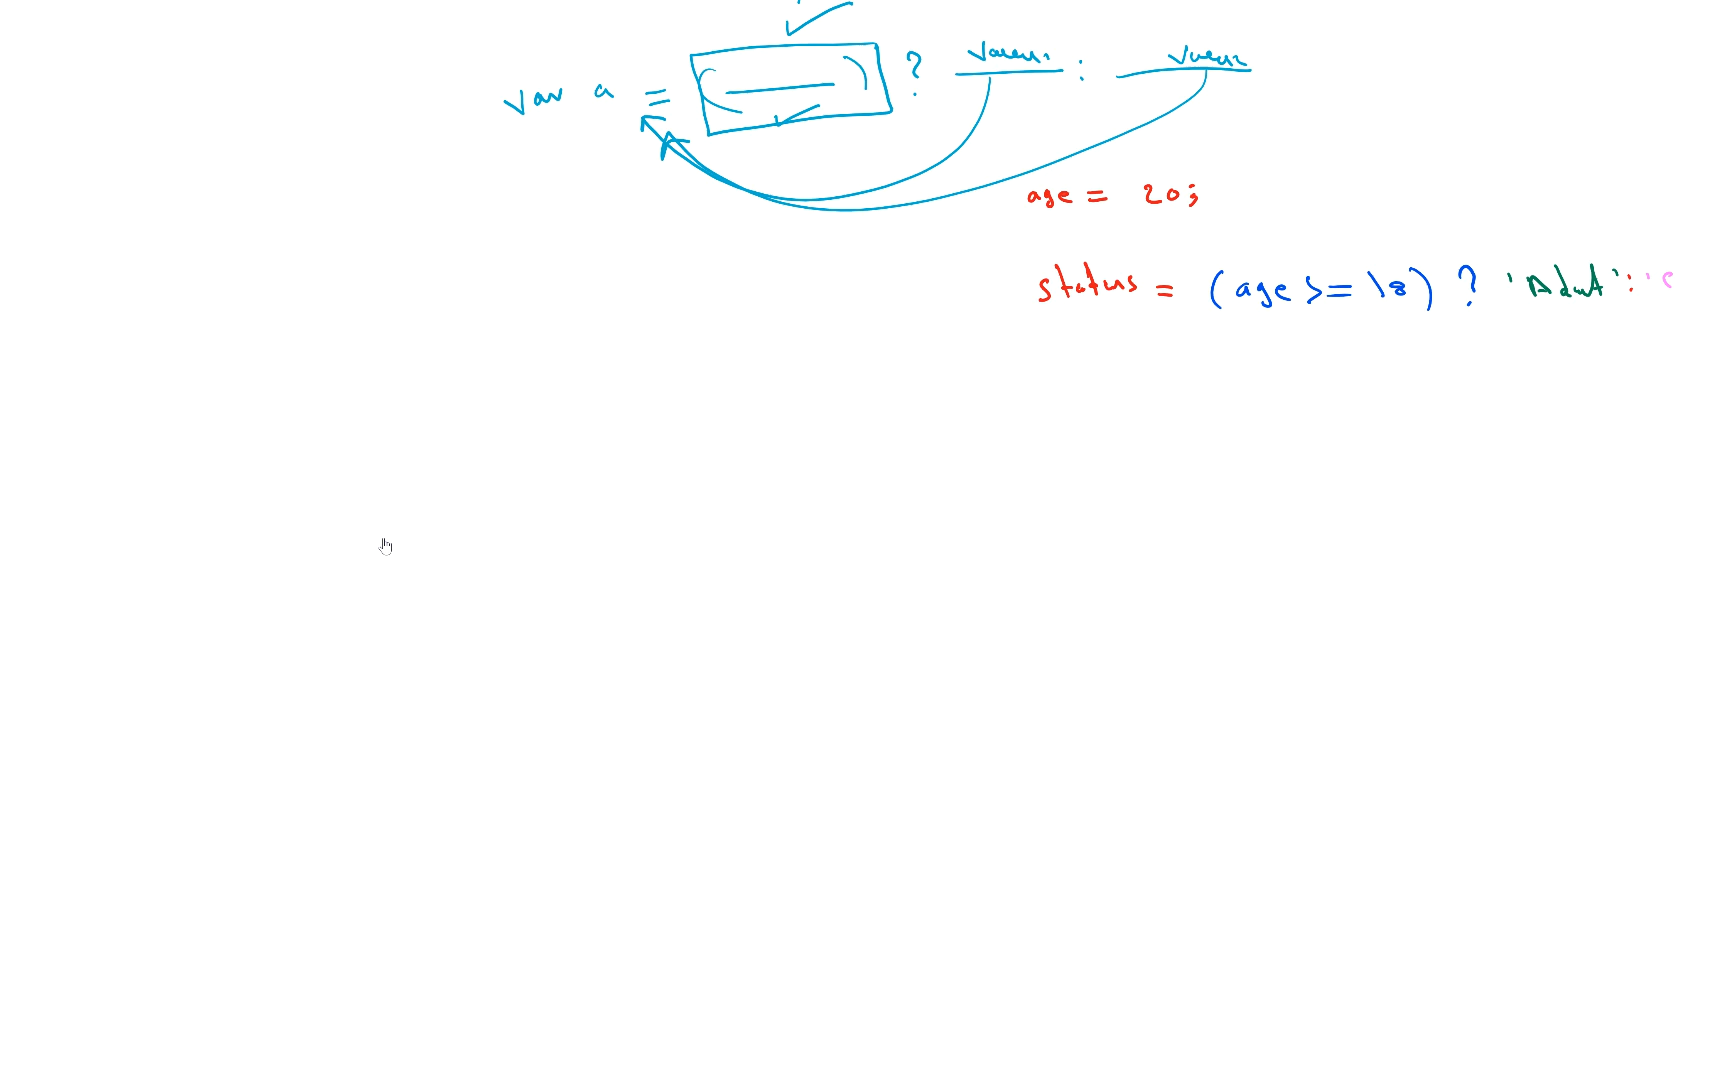 var a = ( ) ? value1 : value2
age = 20;
status = (age >= 18) ? 'Adult' : '